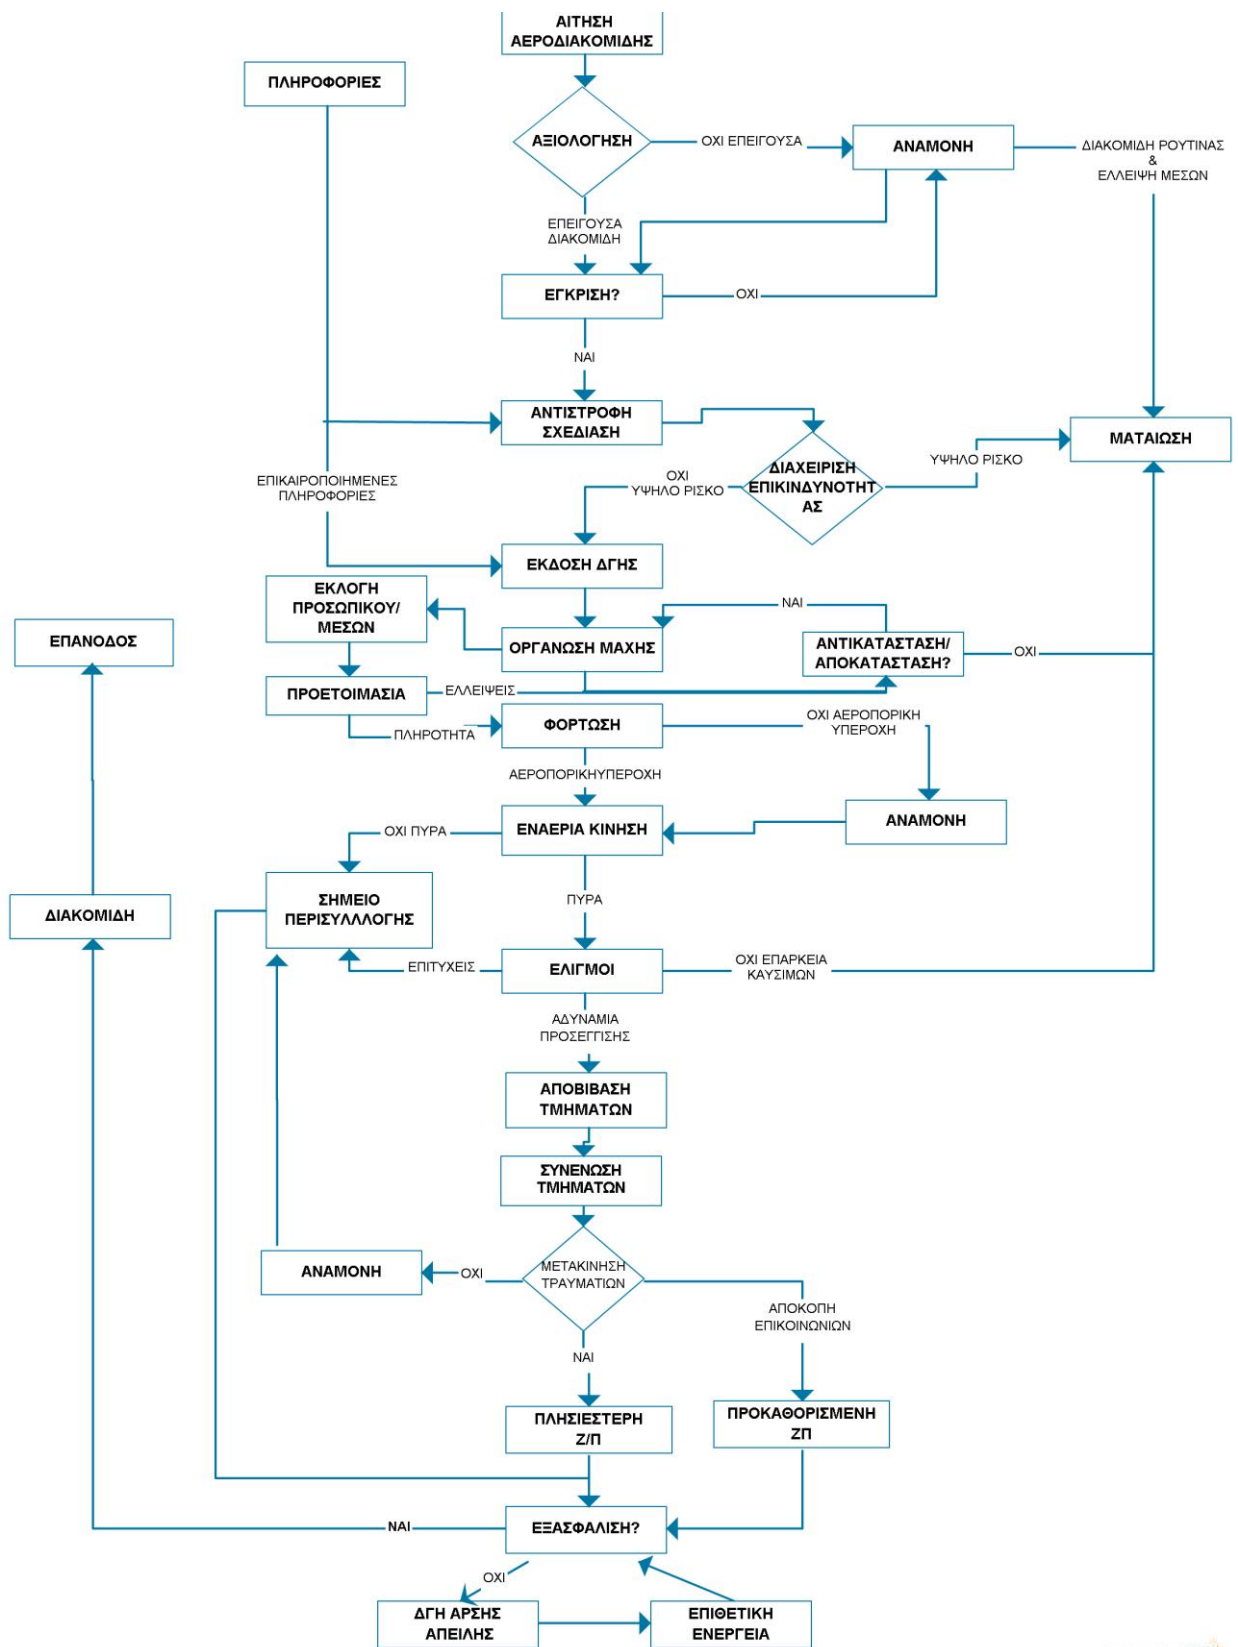 ΑΙΤΗΣΗ
ΑΕΡΟΔΙΑΚΟΜΙΔΗΣ
ΠΛΗΡΟΦΟΡΙΕΣ
ΑΞΙΟΛΟΓΗΣΗ
ΟΧΙ ΕΠΕΙΓΟΥΣΑ
ΑΝΑΜΟΝΗ
ΔΙΑΚΟΜΙΔΗ ΡΟΥΤΙΝΑΣ
&
ΕΛΛΕΙΨΗ ΜΕΣΩΝ
ΕΠΕΙΓΟΥΣΑ
ΔΙΑΚΟΜΙΔΗ
ΕΓΚΡΙΣΗ?
ΟΧΙ
ΝΑΙ
ΑΝΤΙΣΤΡΟΦΗ
ΣΧΕΔΙΑΣΗ
ΜΑΤΑΙΩΣΗ
ΥΨΗΛΟ ΡΙΣΚΟ
ΔΙΑΧΕΙΡΙΣΗ
ΕΠΙΚΙΝΔΥΝΟΤΗΤ
ΑΣ
ΟΧΙ
ΥΨΗΛΟ ΡΙΣΚΟ
ΕΠΙΚΑΙΡΟΠΟΙΗΜΕΝΕΣ
ΠΛΗΡΟΦΟΡΙΕΣ
ΕΚΔΟΣΗ ΔΓΗΣ
ΕΚΛΟΓΗ
ΠΡΟΣΩΠΙΚΟΥ/
ΜΕΣΩΝ
ΝΑΙ
ΕΠΑΝΟΔΟΣ
ΟΡΓΑΝΩΣΗ ΜΑΧΗΣ
ΑΝΤΙΚΑΤΑΣΤΑΣΗ/
ΑΠΟΚΑΤΑΣΤΑΣΗ?
ΟΧΙ
ΠΡΟΕΤΟΙΜΑΣΙΑ
ΕΛΛΕΙΨΕΙΣ
ΠΛΗΡΟΤΗΤΑ
ΦΟΡΤΩΣΗ
ΟΧΙ ΑΕΡΟΠΟΡΙΚΗ
ΥΠΕΡΟΧΗ
ΑΕΡΟΠΟΡΙΚΗΥΠΕΡΟΧΗ
ΟΧΙ ΠΥΡΑ
ΕΝΑΕΡΙΑ ΚΙΝΗΣΗ
ΑΝΑΜΟΝΗ
ΣΗΜΕΙΟ
ΠΕΡΙΣΥΛΛΛΟΓΗΣ
ΠΥΡΑ
ΔΙΑΚΟΜΙΔΗ
ΕΠΙΤΥΧΕΙΣ
ΕΛΙΓΜΟΙ
ΟΧΙ ΕΠΑΡΚΕΙΑ
ΚΑΥΣΙΜΩΝ
ΑΔΥΝΑΜΙΑ
ΠΡΟΣΕΓΓΙΣΗΣ
ΑΠΟΒΙΒΑΣΗ
ΤΜΗΜΑΤΩΝ
ΣΥΝΕΝΩΣΗ
ΤΜΗΜΑΤΩΝ
ΑΝΑΜΟΝΗ
ΟΧΙ
ΜΕΤΑΚΙΝΗΣΗ
ΤΡΑΥΜΑΤΙΩΝ
ΑΠΟΚΟΠΗ
ΕΠΙΚΟΙΝΩΝΙΩΝ
ΝΑΙ
ΠΛΗΣΙΕΣΤΕΡΗ
Ζ/Π
ΠΡΟΚΑΘΟΡΙΣΜΕΝΗ
ΖΠ
ΝΑΙ
ΕΞΑΣΦΑΛΙΣΗ?
ΟΧΙ
ΔΓΗ ΑΡΣΗΣ
ΑΠΕΙΛΗΣ
ΕΠΙΘΕΤΙΚΗ
ΕΝΕΡΓΕΙΑ